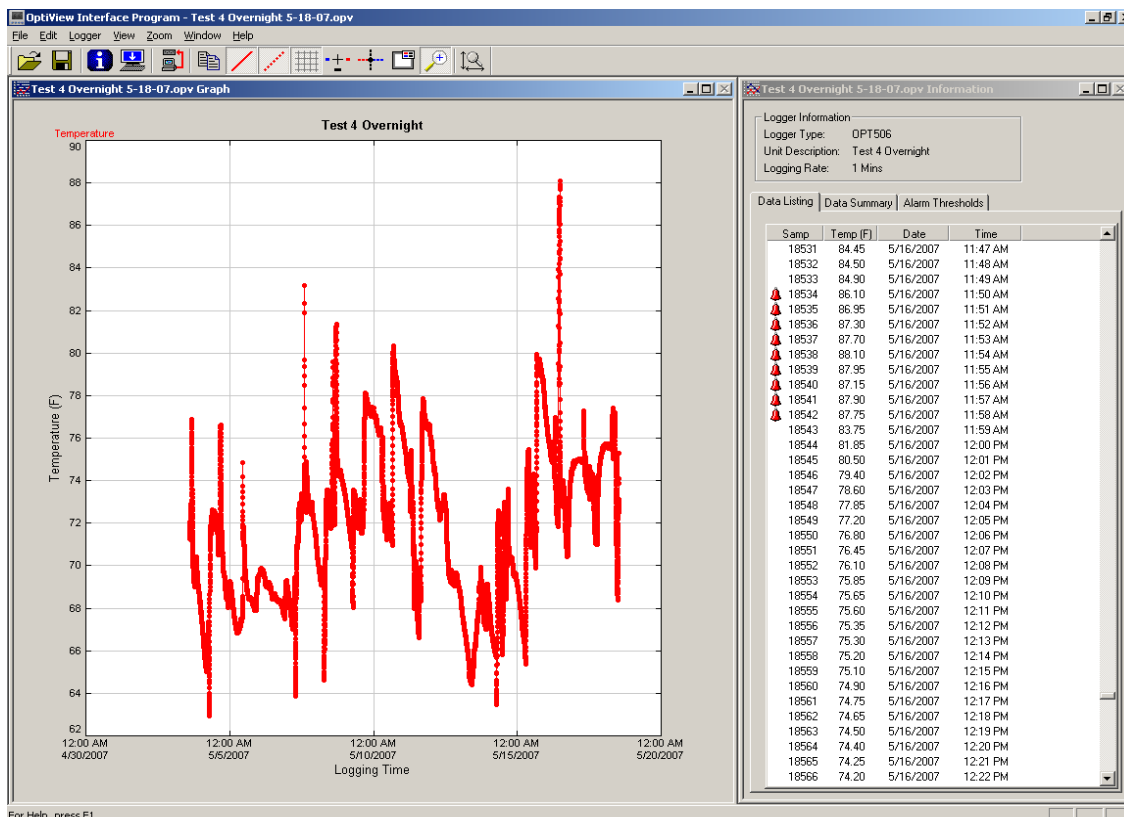 OptiView Interface Program - Test 4 Overnight 5-18-07.opv
File Edit Logger View Zoom Window Help
Test 4 Overnight 5-18-07.opv Graph
Temperature
Test 4 Overnight
90
88
86
84
82
80
78
76
74
72
70
68
66
64
62
Temperature (F)
12:00 AM 12:00 AM 12:00 AM 12:00 AM 12:00 AM
4/30/2007 5/5/2007 5/10/2007 5/15/2007 5/20/2007
Logging Time
Test 4 Overnight 5-18-07.opv Information
Logger Information
Logger Type: OPT506
Unit Description: Test 4 Overnight
Logging Rate: 1 Mins
Data Listing Data Summary Alarm Thresholds
Samp Temp (F) Date Time
18531 84.45 5/16/2007 11:47 AM
18532 84.50 5/16/2007 11:48 AM
18533 84.90 5/16/2007 11:49 AM
18534 86.10 5/16/2007 11:50 AM
18535 86.95 5/16/2007 11:51 AM
18536 87.30 5/16/2007 11:52 AM
18537 87.70 5/16/2007 11:53 AM
18538 88.10 5/16/2007 11:54 AM
18539 87.95 5/16/2007 11:55 AM
18540 87.15 5/16/2007 11:56 AM
18541 87.90 5/16/2007 11:57 AM
18542 87.75 5/16/2007 11:58 AM
18543 83.75 5/16/2007 11:59 AM
18544 81.85 5/16/2007 12:00 PM
18545 80.50 5/16/2007 12:01 PM
18546 79.40 5/16/2007 12:02 PM
18547 78.60 5/16/2007 12:03 PM
18548 77.85 5/16/2007 12:04 PM
18549 77.20 5/16/2007 12:05 PM
18550 76.80 5/16/2007 12:06 PM
18551 76.45 5/16/2007 12:07 PM
18552 76.10 5/16/2007 12:08 PM
18553 75.85 5/16/2007 12:09 PM
18554 75.65 5/16/2007 12:10 PM
18555 75.60 5/16/2007 12:11 PM
18556 75.35 5/16/2007 12:12 PM
18557 75.30 5/16/2007 12:13 PM
18558 75.20 5/16/2007 12:14 PM
18559 75.10 5/16/2007 12:15 PM
18560 74.90 5/16/2007 12:16 PM
18561 74.75 5/16/2007 12:17 PM
18562 74.65 5/16/2007 12:18 PM
18563 74.50 5/16/2007 12:19 PM
18564 74.40 5/16/2007 12:20 PM
18565 74.25 5/16/2007 12:21 PM
18566 74.20 5/16/2007 12:22 PM
For Help, press F1